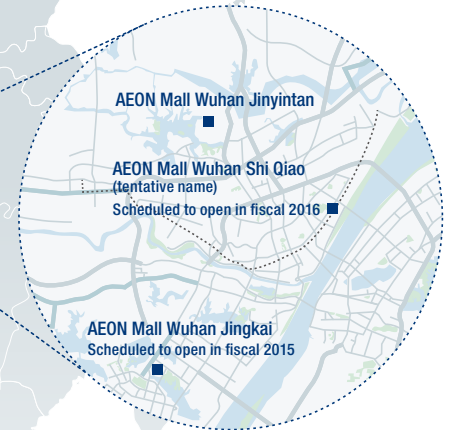 AEON Mall Wuhan Jinyintan
AEON Mall Wuhan Shi Qiao
(tentative name)
Scheduled to open in fiscal 2016
AEON Mall Wuhan Jingkai
Scheduled to open in fiscal 2015